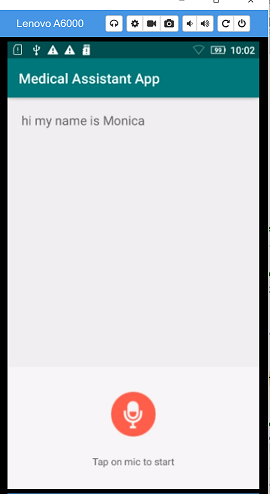 Lenovo A6000
99 10:02
Medical Assistant App
hi my name is Monica
Tap on mic to start